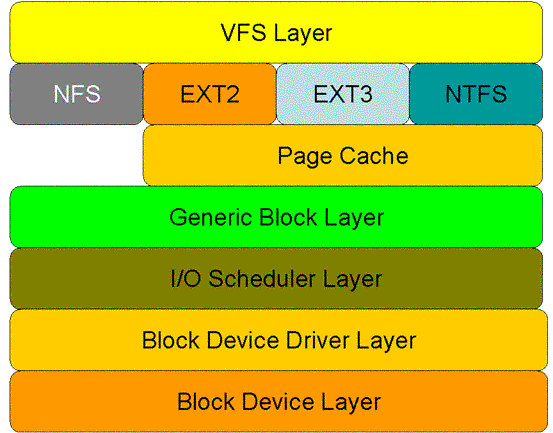 VFS Layer
NFS EXT2 EXT3 NTFS
Page Cache
Generic Block Layer
I/O Scheduler Layer
Block Device Driver Layer
Block Device Layer